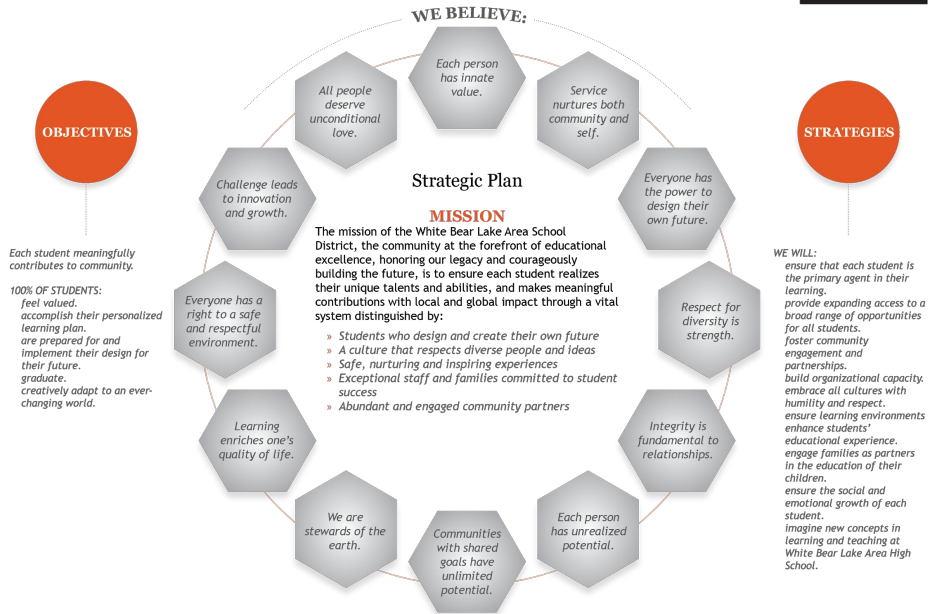 WE BELIEVE:
Each person
has innate
value.
Service
nurtures both
community and
self.
Everyone has
the power to
design their
own future.
Respect for
diversity is
strength.
Integrity is
fundamental to
relationships.
Each person
has unrealized
potential.
Communities
with shared
goals have
unlimited
potential.
We are
stewards of the
earth.
Learning
enriches one’s
quality of life.
Everyone has a
right to a safe
and respectful
environment.
Challenge leads
to innovation
and growth.
All people
deserve
unconditional
love.
OBJECTIVES
Each student meaningfully
contributes to community.
100% OF STUDENTS:
feel valued.
accomplish their personalized
learning plan.
are prepared for and
implement their design for
their future.
graduate.
creatively adapt to an ever-
changing world.
Strategic Plan
MISSION
The mission of the White Bear Lake Area School
District, the community at the forefront of educational
excellence, honoring our legacy and courageously
building the future, is to ensure each student realizes
their unique talents and abilities, and makes meaningful
contributions with local and global impact through a vital
system distinguished by:
» Students who design and create their own future
» A culture that respects diverse people and ideas
» Safe, nurturing and inspiring experiences
» Exceptional staff and families committed to student
success
» Abundant and engaged community partners
STRATEGIES
WE WILL:
ensure that each student is
the primary agent in their
learning.
provide expanding access to a
broad range of opportunities
for all students.
foster community
engagement and
partnerships.
build organizational capacity.
embrace all cultures with
humility and respect.
ensure learning environments
enhance students’
educational experience.
engage families as partners
in the education of their
children.
ensure the social and
emotional growth of each
student.
imagine new concepts in
learning and teaching at
White Bear Lake Area High
School.